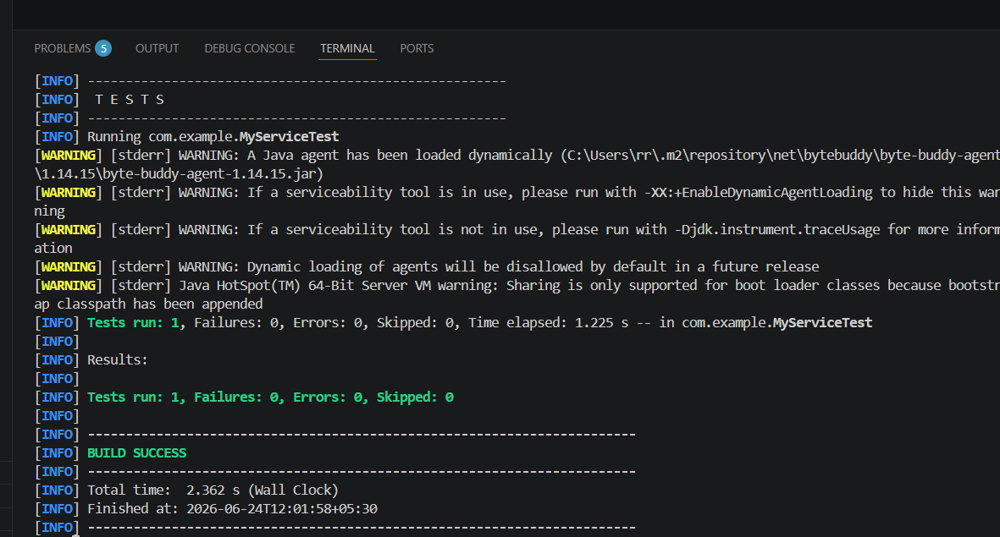 PROBLEMS 5 OUTPUT DEBUG CONSOLE TERMINAL PORTS
[INFO] -------------------------------------------------------
[INFO]  T E S T S
[INFO] -------------------------------------------------------
[INFO] Running com.example.MyServiceTest
[WARNING] [stderr] WARNING: A Java agent has been loaded dynamically (C:\Users\rr\.m2\repository\net\bytebuddy\byte-buddy-agent
\1.14.15\byte-buddy-agent-1.14.15.jar)
[WARNING] [stderr] WARNING: If a serviceability tool is in use, please run with -XX:+EnableDynamicAgentLoading to hide this war
ning
[WARNING] [stderr] WARNING: If a serviceability tool is not in use, please run with -Djdk.instrument.traceUsage for more inform
ation
[WARNING] [stderr] WARNING: Dynamic loading of agents will be disallowed by default in a future release
[WARNING] [stderr] Java HotSpot(TM) 64-Bit Server VM warning: Sharing is only supported for boot loader classes because bootstr
ap classpath has been appended
[INFO] Tests run: 1, Failures: 0, Errors: 0, Skipped: 0, Time elapsed: 1.225 s -- in com.example.MyServiceTest
[INFO]
[INFO] Results:
[INFO]
[INFO] Tests run: 1, Failures: 0, Errors: 0, Skipped: 0
[INFO]
[INFO] ------------------------------------------------------------------------
[INFO] BUILD SUCCESS
[INFO] ------------------------------------------------------------------------
[INFO] Total time:  2.362 s (Wall Clock)
[INFO] Finished at: 2026-06-24T12:01:58+05:30
[INFO] ------------------------------------------------------------------------